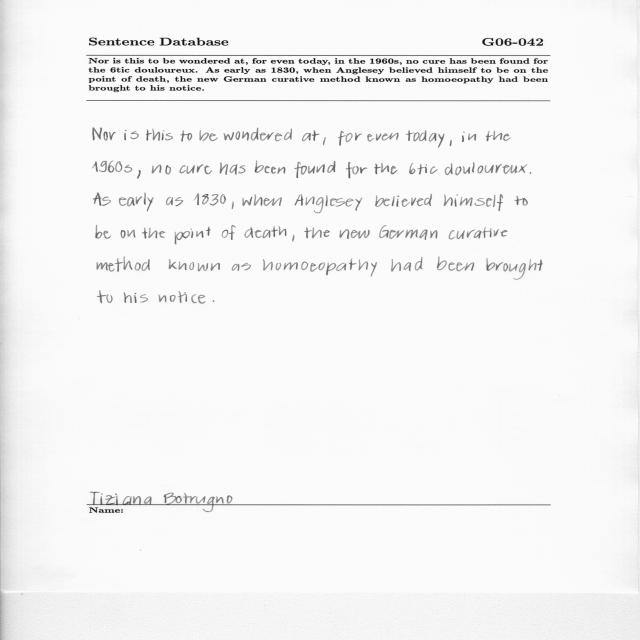 Sentence Database G06-042
Nor is this to be wondered at, for even today, in the 1960s, no cure has been found for
the 6tic douloureux. As early as 1830, when Anglesey believed himself to be on the
point of death, the new German curative method known as homoeopathy had been
brought to his notice.
Nor is this to be wondered at, for even today, in the
1960s, no cure has been found for the 6tic douloureux.
As early as 1830, when Anglesey believed himself to
be on the point of death, the new German curative
method known as homoeopathy had been brought
to his notice.
Tiziana Botrugno
Name: